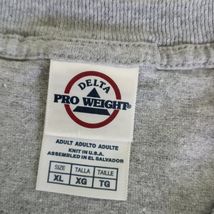 DELTA
PRO WEIGHT
ADULT ADULTO ADULTE
KNIT IN U.S.A.
ASSEMBLED IN EL SALVADOR
SIZE TALLA TAILLE
XL XG TG